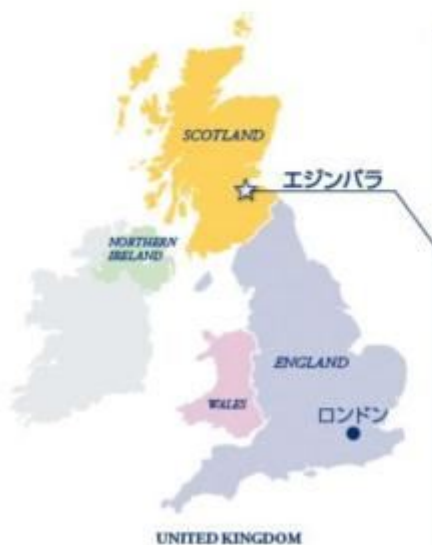 SCOTLAND
エジンバラ
NORTHERN
IRELAND
ENGLAND
WALES
ロンドン
UNITED KINGDOM